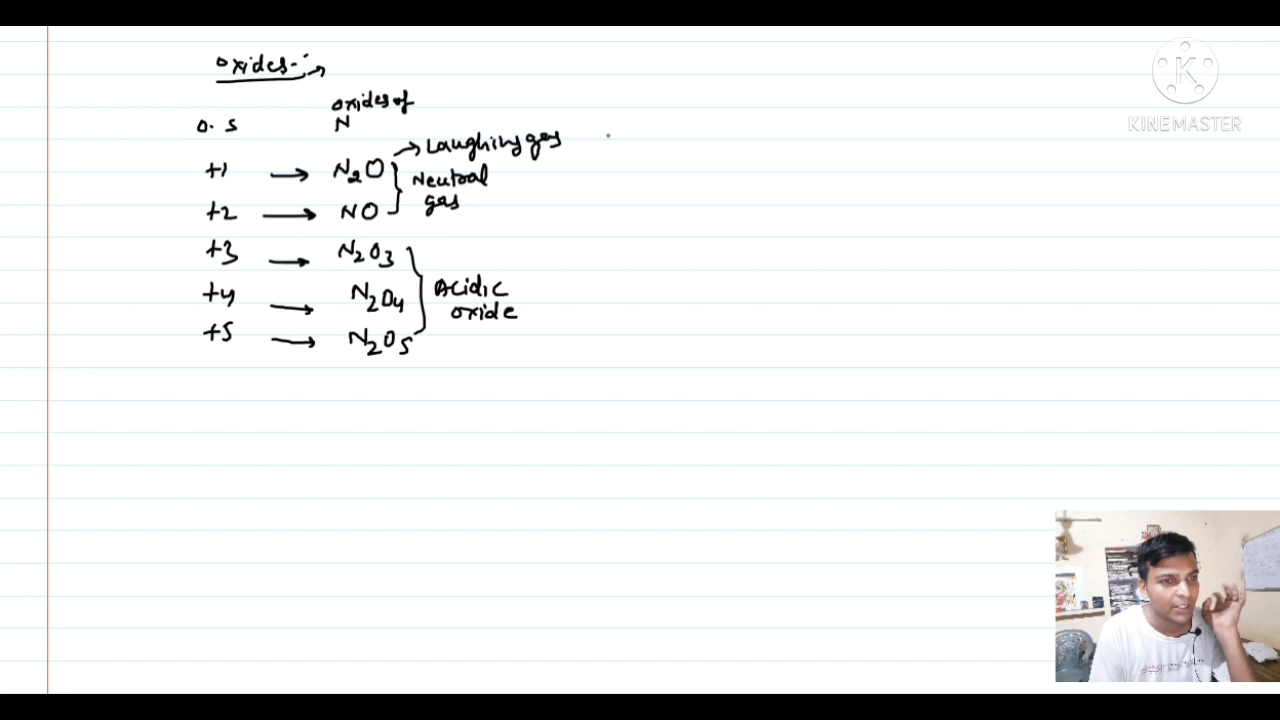 Oxides:- →
O.S oxides of N
→ Laughing gas
+1 → N₂O
Neutral gas
+2 → NO
+3 → N₂O₃
+4 → N₂O₄
Acidic oxide
+5 → N₂O₅
K
KINEMASTER